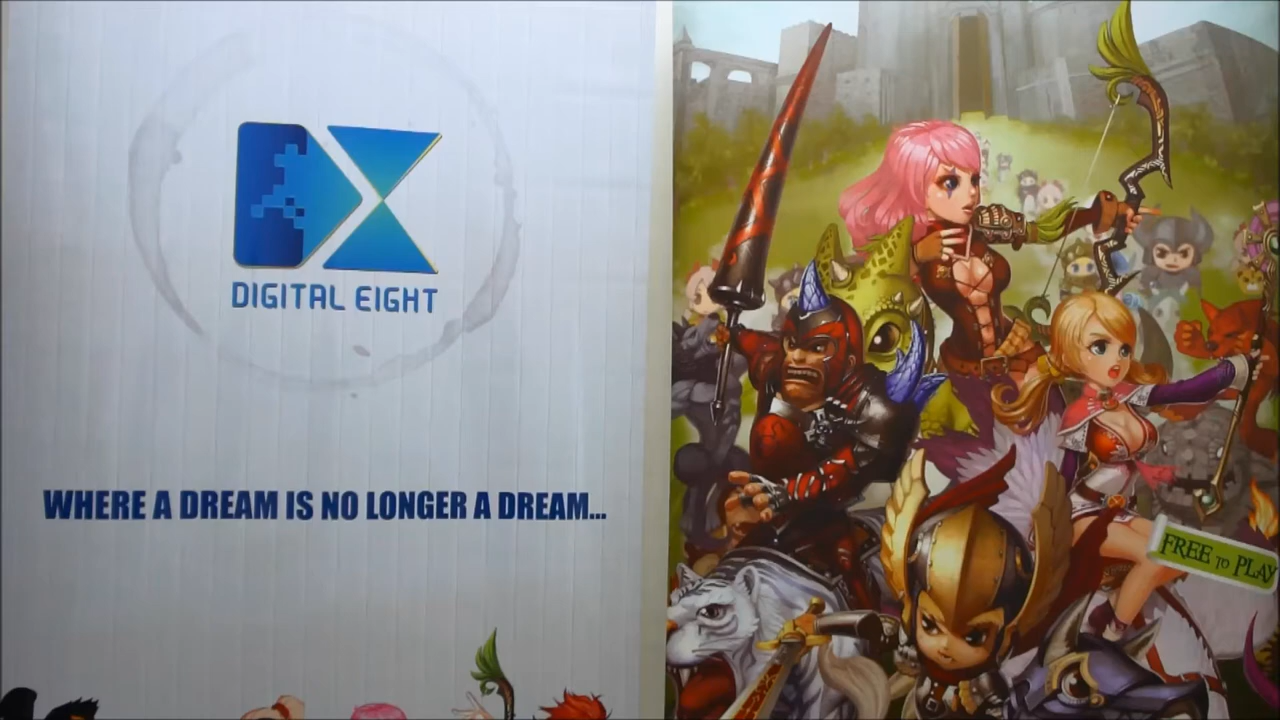 DIGITAL EIGHT
WHERE A DREAM IS NO LONGER A DREAM...
FREE TO PLAY